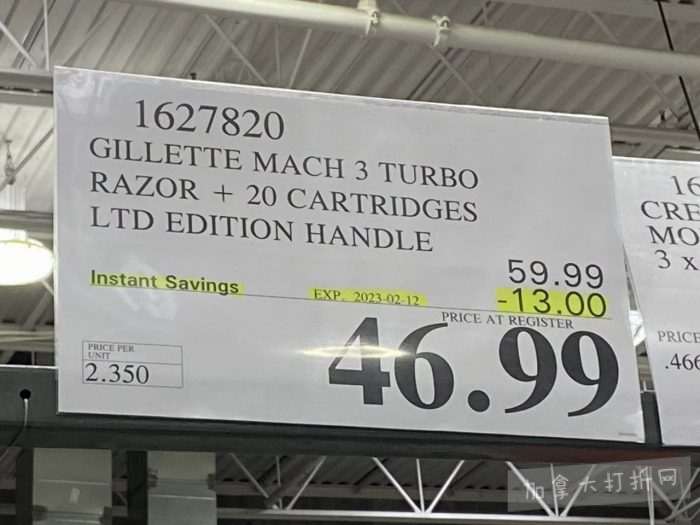 1627820
GILLETTE MACH 3 TURBO
RAZOR + 20 CARTRIDGES
LTD EDITION HANDLE
59.99
Instant Savings EXP. 2023-02-12 -13.00
PRICE AT REGISTER
46.99
PRICE PER
UNIT
2.350
16
CRE
MO
3 x
PRICE
.466
加拿大打折网